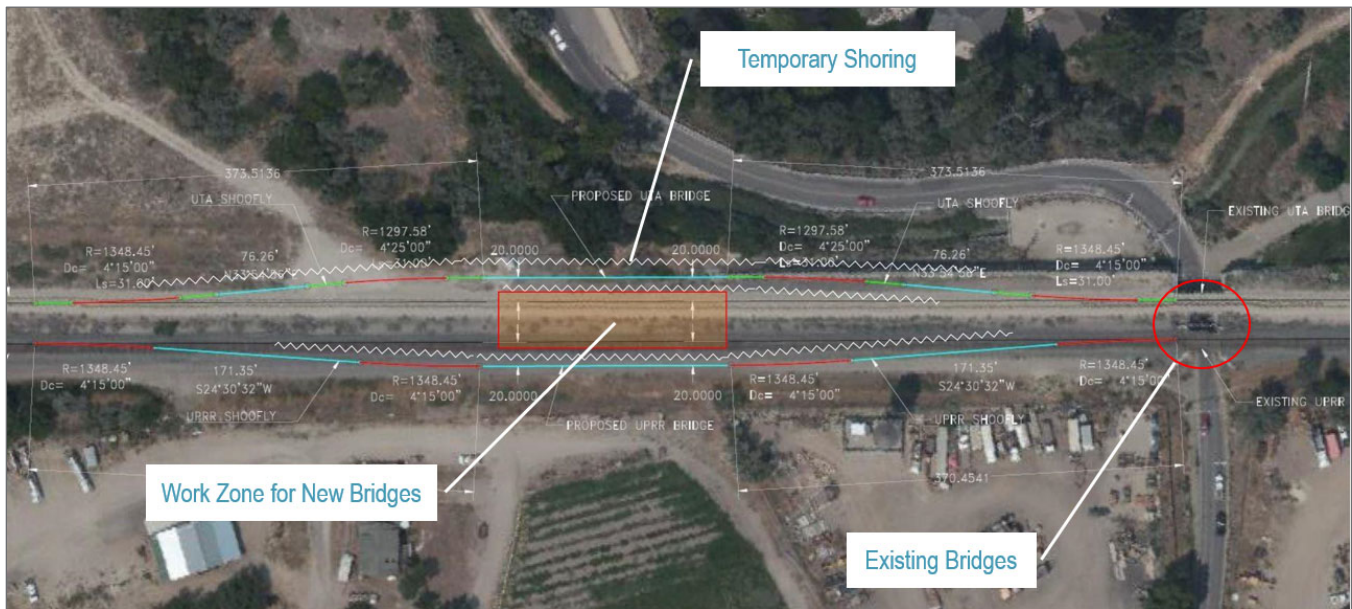 Temporary Shoring
373.5136
373.5136
UTA SHOOFLY
PROPOSED UTA BRIDGE
UTA SHOOFLY
EXISTING UTA BRIDG
R=1348.45'
Dc= 4°15'00"
Ls=31.00'
76.26'
R=1297.58'
Dc= 4°25'00"
20.0000
20.0000
R=1297.58'
Dc= 4°25'00"
76.26'
R=1348.45'
Dc= 4°15'00"
Ls=31.00'
R=1348.45'
Dc= 4°15'00"
171.35'
S24°30'32"W
UPRR SHOOFLY
R=1348.45'
Dc= 4°15'00"
20.0000
PROPOSED UPRR BRIDGE
20.0000
R=1348.45'
Dc= 4°15'00"
171.35'
S24°30'32"W
UPRR SHOOFLY
R=1348.45'
Dc= 4°15'00"
EXISTING UPRR
370.4541
Work Zone for New Bridges
Existing Bridges